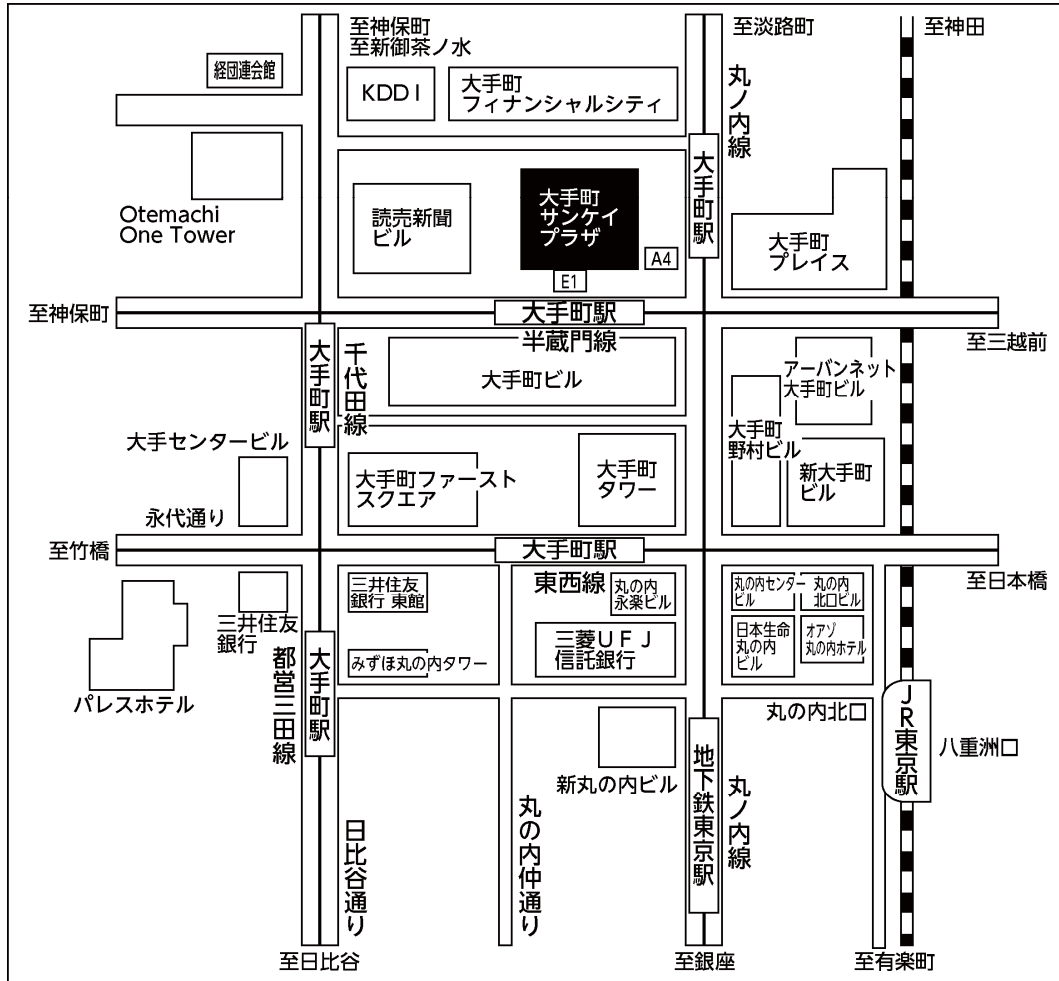 至神保町
至新御茶ノ水
至淡路町
至神田
経団連会館
KDDI
大手町
フィナンシャルシティ
丸ノ内線
大手町駅
Otemachi
One Tower
読売新聞
ビル
大手町
サンケイ
プラザ
A4
E1
大手町
プレイス
至神保町
大手町駅
半蔵門線
至三越前
大手町駅
千代田線
大手町ビル
アーバンネット
大手町ビル
大手町
野村ビル
新大手町
ビル
大手センタービル
大手町ファースト
スクエア
大手町
タワー
永代通り
至竹橋
大手町駅
東西線
至日本橋
三井住友
銀行
三井住友
銀行 東館
丸の内
永楽ビル
丸の内センター
ビル
丸の内
北口ビル
三菱UFJ
信託銀行
日本生命
丸の内
ビル
オアゾ
丸の内ホテル
みずほ丸の内タワー
パレスホテル
都営三田線
大手町駅
丸の内北口
JR東京駅
八重洲口
新丸の内ビル
地下鉄東京駅
丸ノ内線
日比谷通り
丸の内仲通り
至日比谷
至銀座
至有楽町